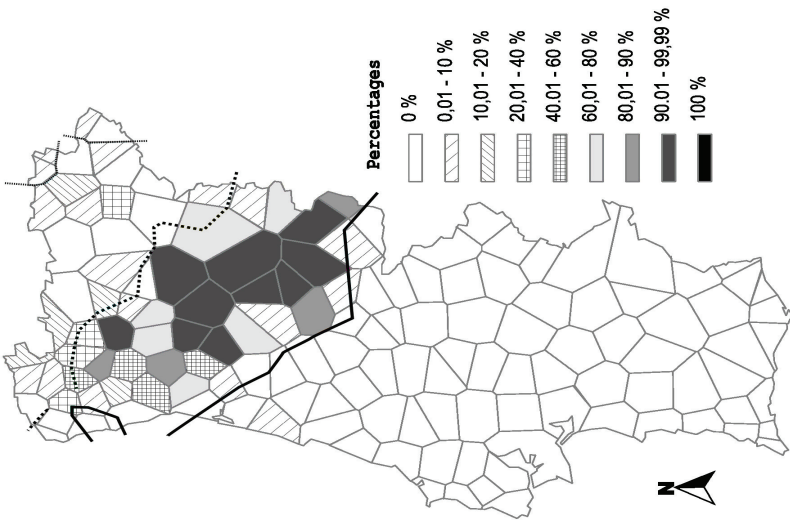 Percentages
0 %
0,01 - 10 %
10,01 - 20 %
20,01 - 40 %
40.01 - 60 %
60,01 - 80 %
80,01 - 90 %
90.01 - 99,99 %
100 %
N